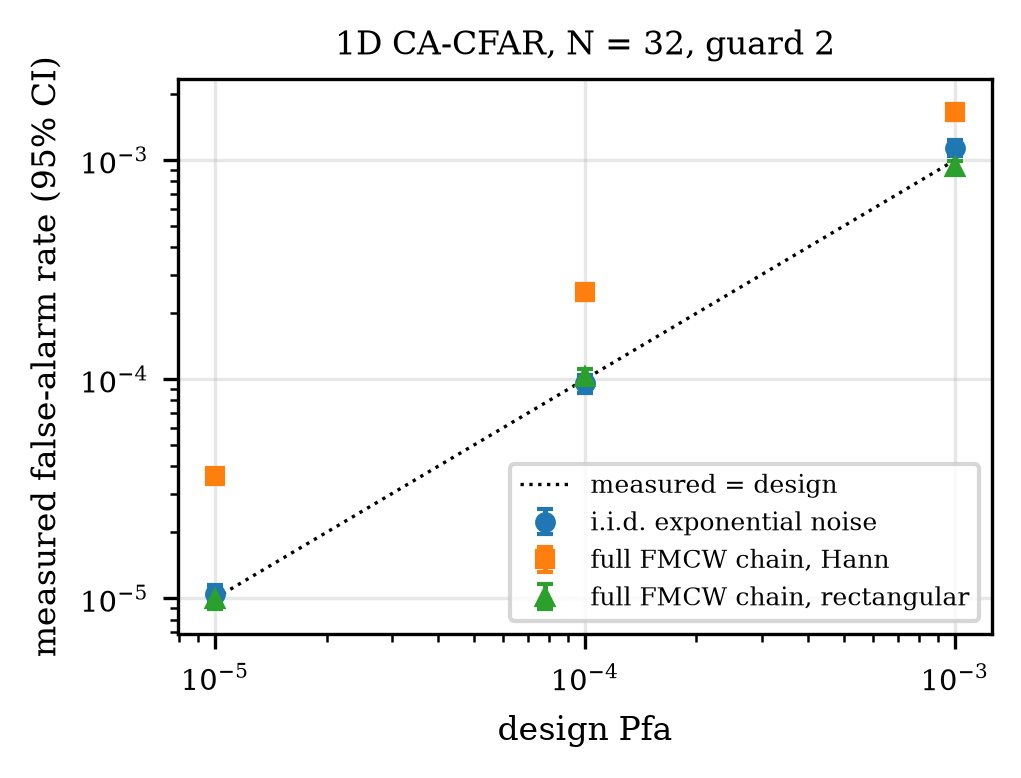 1D CA-CFAR, N = 32, guard 2
measured false-alarm rate (95% CI)
10⁻³
10⁻⁴
10⁻⁵
measured = design
i.i.d. exponential noise
full FMCW chain, Hann
full FMCW chain, rectangular
10⁻⁵
10⁻⁴
10⁻³
design Pfa